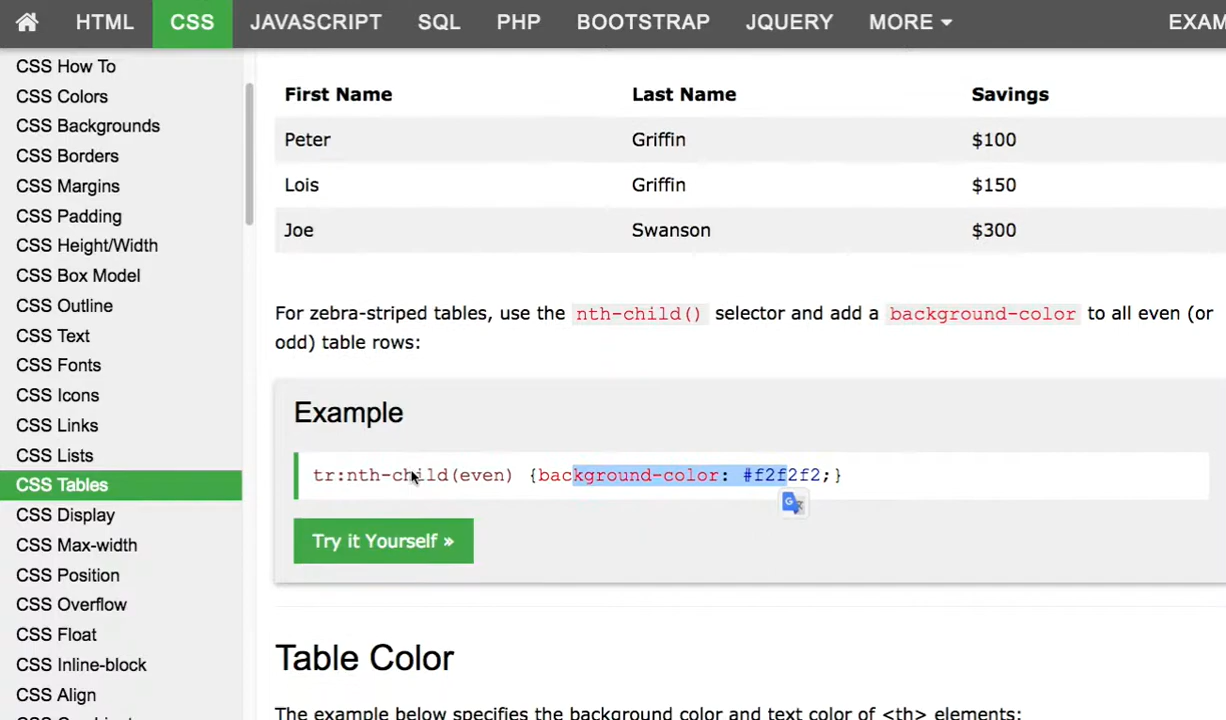 HTML CSS JAVASCRIPT SQL PHP BOOTSTRAP JQUERY MORE EXAM
CSS How To
CSS Colors
CSS Backgrounds
CSS Borders
CSS Margins
CSS Padding
CSS Height/Width
CSS Box Model
CSS Outline
CSS Text
CSS Fonts
CSS Icons
CSS Links
CSS Lists
CSS Tables
CSS Display
CSS Max-width
CSS Position
CSS Overflow
CSS Float
CSS Inline-block
CSS Align
First Name Last Name Savings
Peter Griffin $100
Lois Griffin $150
Joe Swanson $300
For zebra-striped tables, use the nth-child() selector and add a background-color to all even (or
odd) table rows:
Example
tr:nth-child(even) {background-color: #f2f2f2;}
Try it Yourself »
Table Color
The example below specifies the background color and text color of <th> elements: